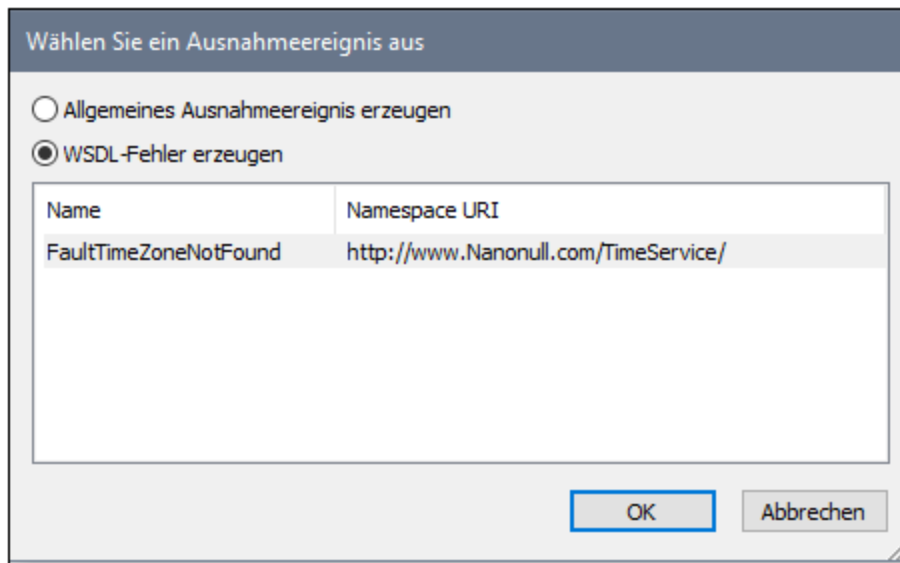 Wählen Sie ein Ausnahmeereignis aus
Allgemeines Ausnahmeereignis erzeugen
WSDL-Fehler erzeugen
Name Namespace URI
FaultTimeZoneNotFound http://www.Nanonull.com/TimeService/
OK Abbrechen